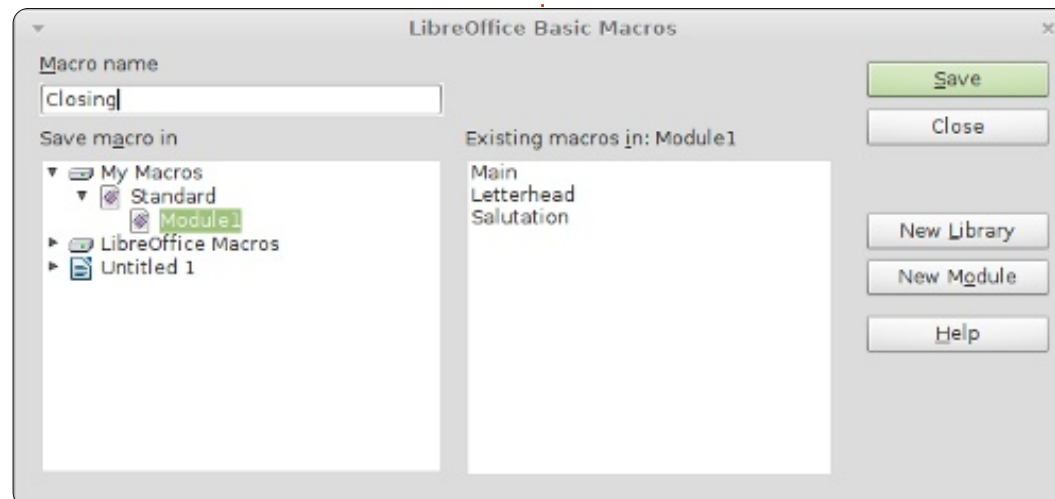 LibreOffice Basic Macros
Macro name
Closing
Save macro in
My Macros
Standard
Module1
LibreOffice Macros
Untitled 1
Existing macros in: Module1
Main
Letterhead
Salutation
Save
Close
New Library
New Module
Help